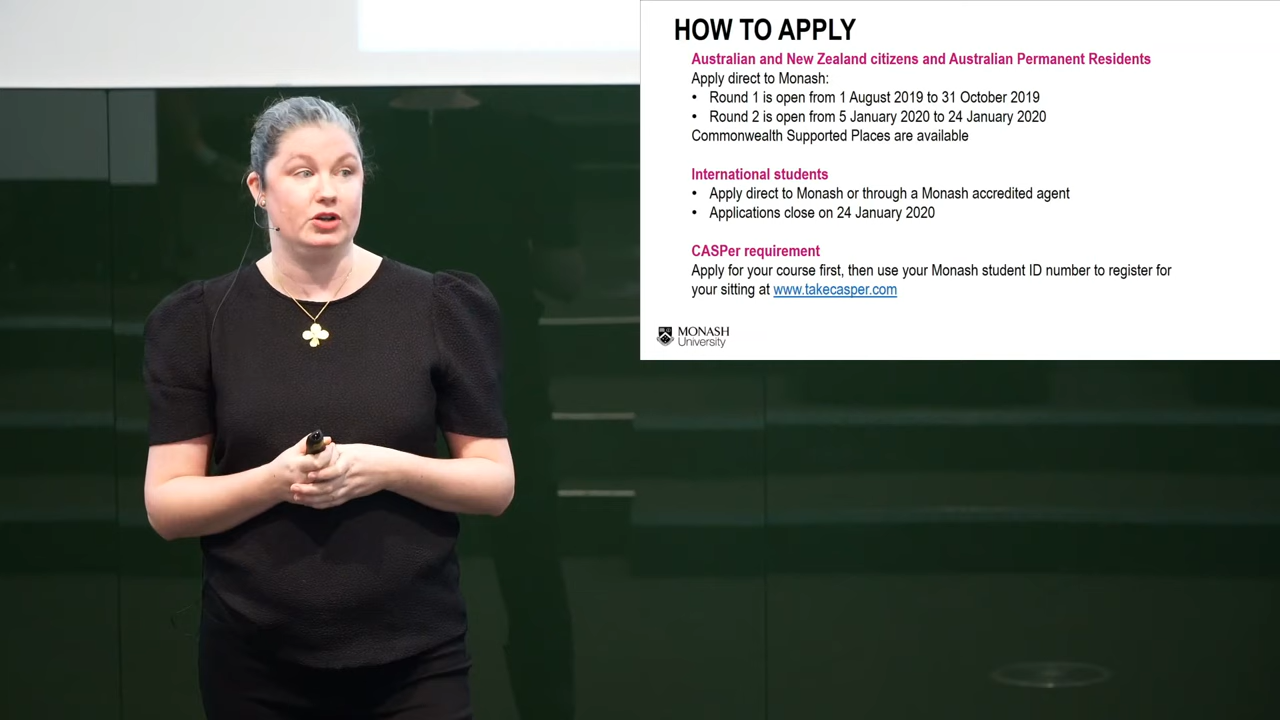 HOW TO APPLY
Australian and New Zealand citizens and Australian Permanent Residents
Apply direct to Monash:
• Round 1 is open from 1 August 2019 to 31 October 2019
• Round 2 is open from 5 January 2020 to 24 January 2020
Commonwealth Supported Places are available
International students
• Apply direct to Monash or through a Monash accredited agent
• Applications close on 24 January 2020
CASPer requirement
Apply for your course first, then use your Monash student ID number to register for
your sitting at www.takecasper.com
MONASH
University